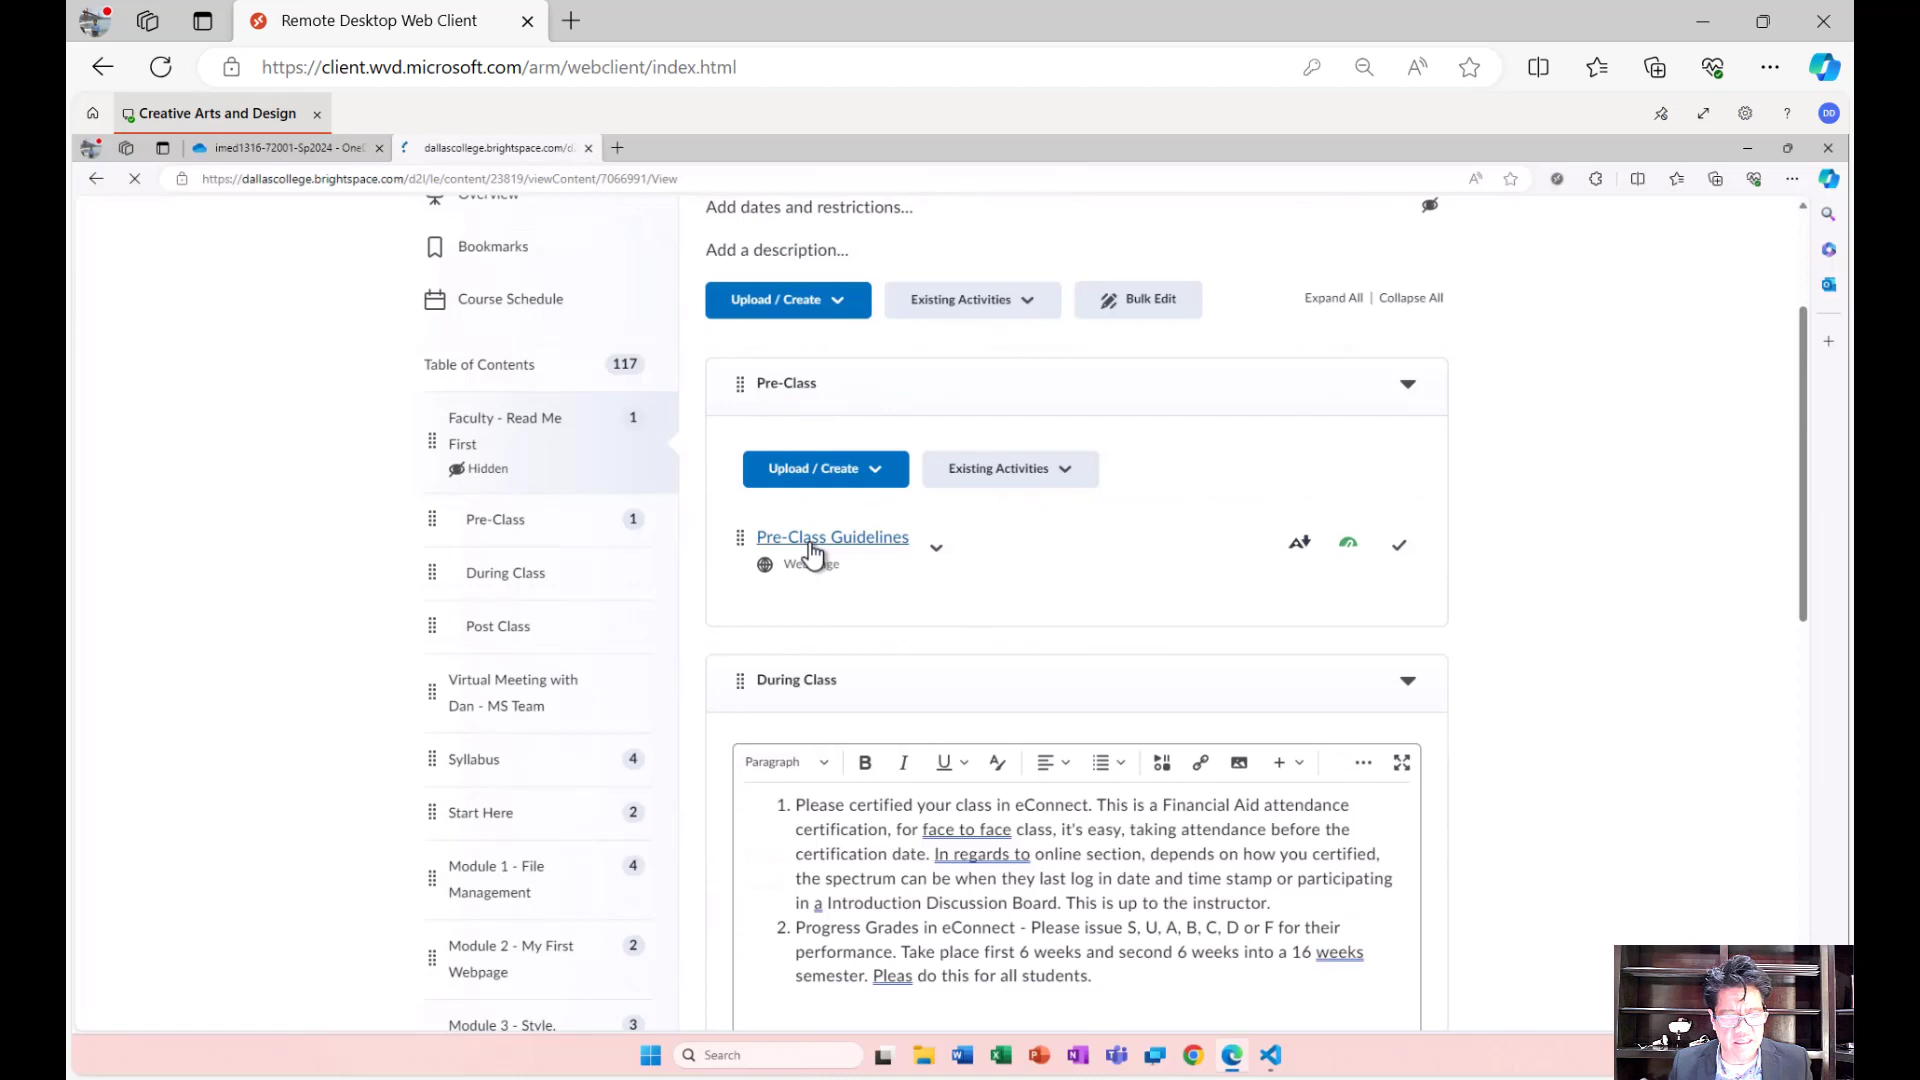 Remote Desktop Web Client
https://client.wvd.microsoft.com/arm/webclient/index.html
Creative Arts and Design
DD
imed1316-72001-Sp2024 - OneD
dallascollege.brightspace.com/d
https://dallascollege.brightspace.com/d2l/le/content/23819/viewContent/7066991/View
Overview
Bookmarks
Course Schedule
Table of Contents 117
Faculty - Read Me 1
First
Hidden
Pre-Class 1
During Class
Post Class
Virtual Meeting with
Dan - MS Team
Syllabus 4
Start Here 2
Module 1 - File 4
Management
Module 2 - My First 2
Webpage
Module 3 - Style, 3
Add dates and restrictions...
Add a description...
Upload / Create
Existing Activities
Bulk Edit
Expand All | Collapse All
Pre-Class
Upload / Create
Existing Activities
Pre-Class Guidelines
During Class
Paragraph
1. Please certified your class in eConnect. This is a Financial Aid attendance
certification, for face to face class, it's easy, taking attendance before the
certification date. In regards to online section, depends on how you certified,
the spectrum can be when they last log in date and time stamp or participating
in a Introduction Discussion Board. This is up to the instructor.
2. Progress Grades in eConnect - Please issue S, U, A, B, C, D or F for their
performance. Take place first 6 weeks and second 6 weeks into a 16 weeks
semester. Pleas do this for all students.
Search